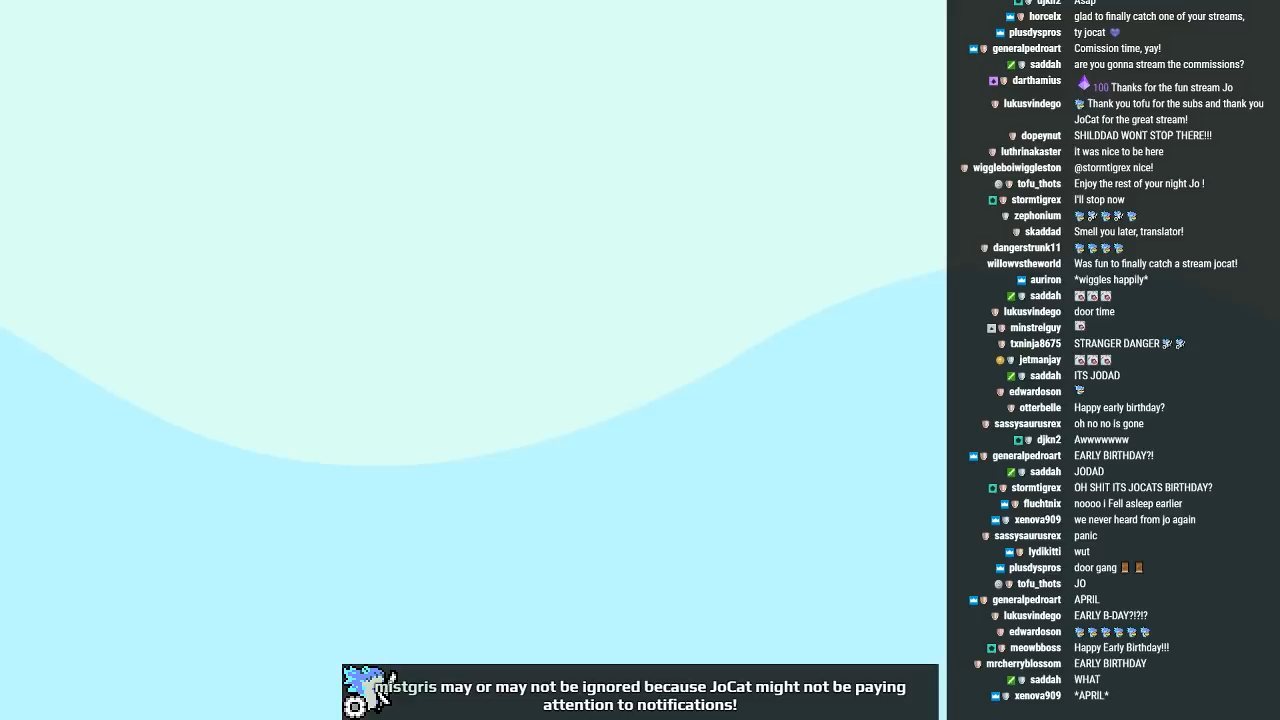 djkn2 Asap
horcelx glad to finally catch one of your streams,
plusdyspros ty jocat 💜
generalpedroart Comission time, yay!
saddah are you gonna stream the commissions?
darthamius 100 Thanks for the fun stream Jo
lukusvindego Thank you tofu for the subs and thank you
JoCat for the great stream!
dopeynut SHILDDAD WONT STOP THERE!!!
luthrinakaster it was nice to be here
wiggleboiwiggleston @stormtigrex nice!
tofu_thots Enjoy the rest of your night Jo !
stormtigrex I'll stop now
zephonium
skaddad Smell you later, translator!
dangerstrunk11
willowvstheworld Was fun to finally catch a stream jocat!
auriron *wiggles happily*
saddah
lukusvindego door time
minstrelguy
txninja8675 STRANGER DANGER
jetmanjay
saddah ITS JODAD
edwardoson
otterbelle Happy early birthday?
sassysaurusrex oh no no is gone
djkn2 Awwwwwww
generalpedroart EARLY BIRTHDAY?!
saddah JODAD
stormtigrex OH SHIT ITS JOCATS BIRTHDAY?
fluchtnix noooo i Fell asleep earlier
xenova909 we never heard from jo again
sassysaurusrex panic
lydikitti wut
plusdyspros door gang 🚪 🚪
tofu_thots JO
generalpedroart APRIL
lukusvindego EARLY B-DAY?!?!?
edwardoson
meowbboss Happy Early Birthday!!!
mrcherryblossom EARLY BIRTHDAY
saddah WHAT
xenova909 *APRIL*
mistgris may or may not be ignored because JoCat might not be paying
attention to notifications!